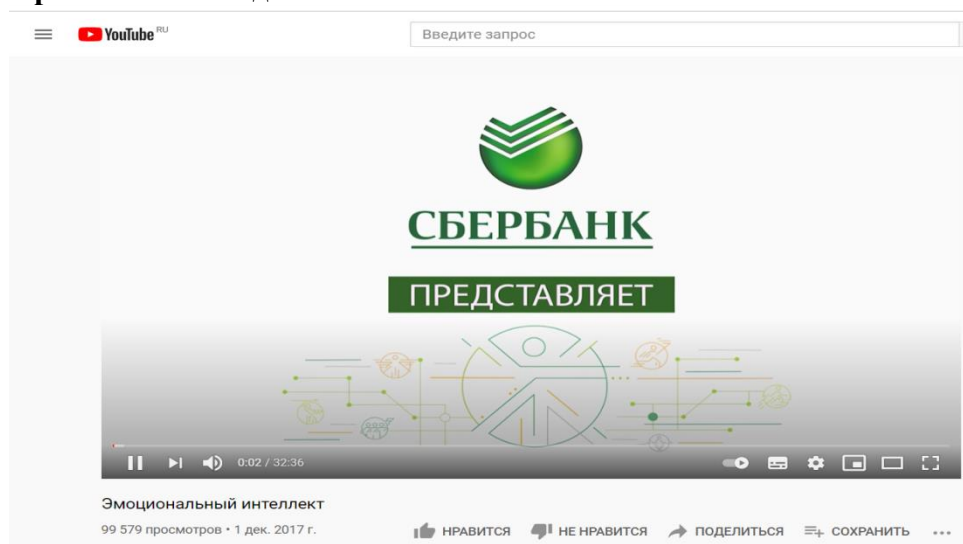 YouTube RU
Введите запрос
СБЕРБАНК
ПРЕДСТАВЛЯЕТ
0:02 / 32:36
Эмоциональный интеллект
99 579 просмотров • 1 дек. 2017 г.
НРАВИТСЯ НЕ НРАВИТСЯ ПОДЕЛИТЬСЯ СОХРАНИТЬ ...